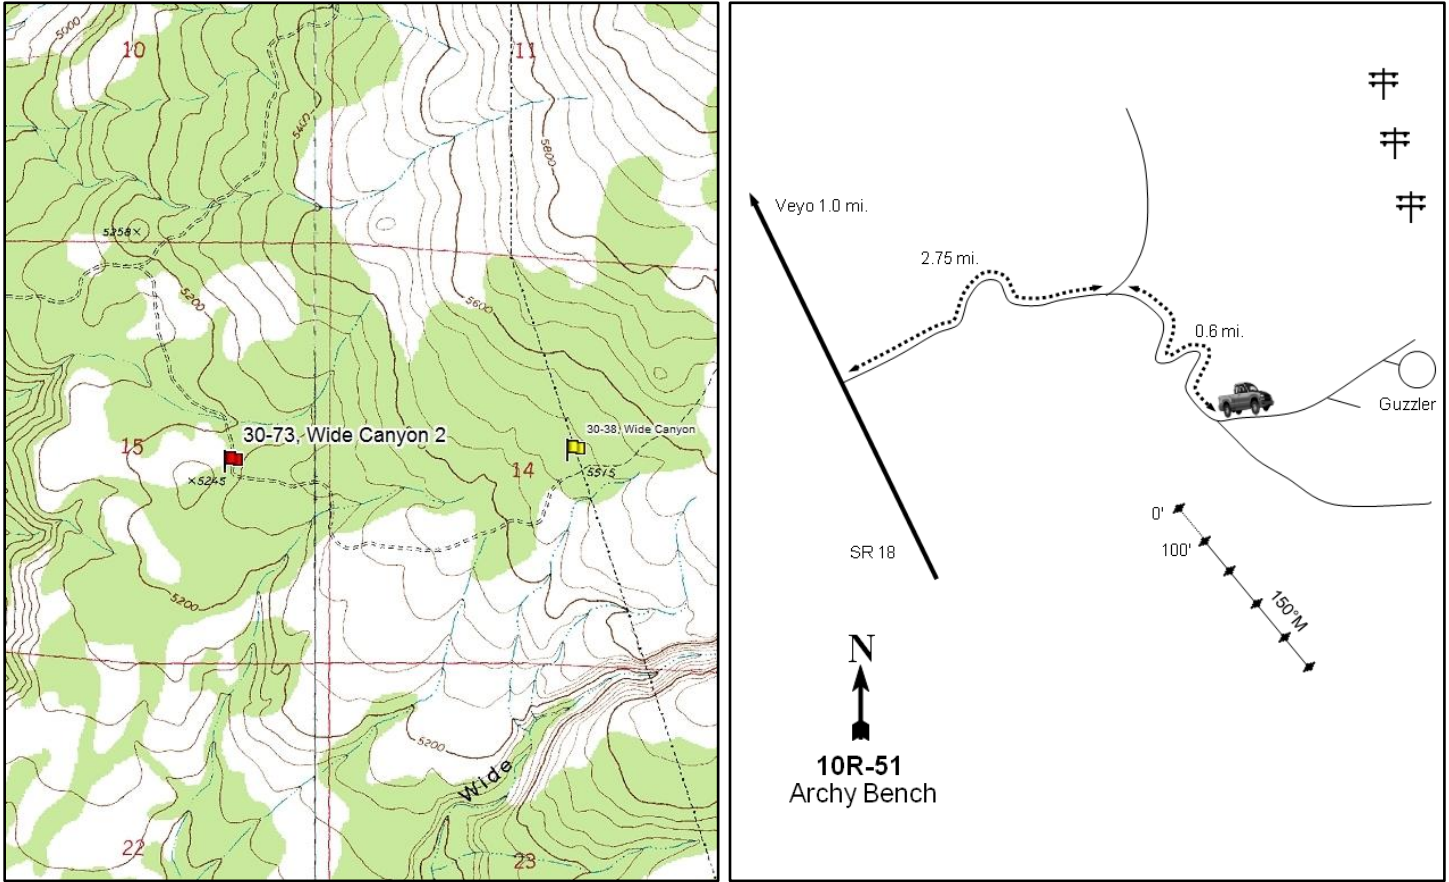 5000
10
11
5400
5800
5258×
5200
5600
15
30-73, Wide Canyon 2
30-38, Wide Canyon
14
5515
×5245
5200
5200
Wide
22
23
Veyo 1.0 mi.
2.75 mi.
0.6 mi.
Guzzler
0'
100'
SR 18
150°M
N
10R-51
Archy Bench